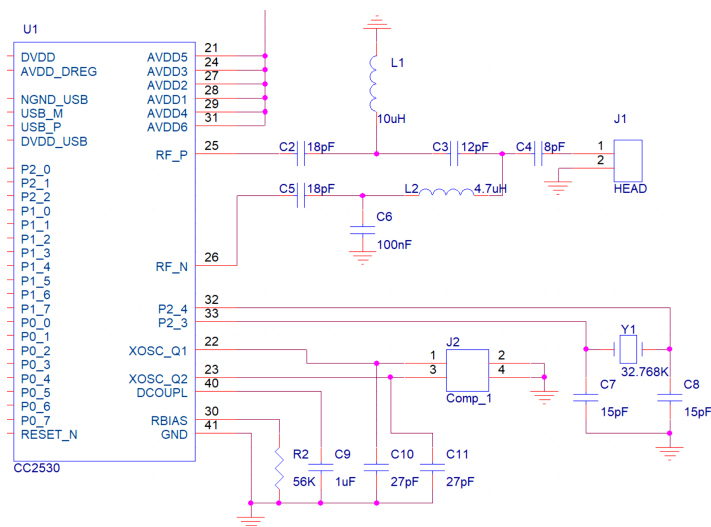 U1
DVDD
AVDD_DREG
NGND_USB
USB_M
USB_P
DVDD_USB
P2_0
P2_1
P2_2
P1_0
P1_1
P1_2
P1_3
P1_4
P1_5
P1_6
P1_7
P0_0
P0_1
P0_2
P0_3
P0_4
P0_5
P0_6
P0_7
RESET_N
CC2530
AVDD5 21
AVDD3 24
AVDD2 27
AVDD1 28
AVDD4 29
AVDD6 31
RF_P 25
RF_N 26
P2_4 32
P2_3 33
XOSC_Q1 22
XOSC_Q2 23
DCOUPL 40
RBIAS 30
GND 41
L1
10uH
C2 18pF
C3 12pF
C4 8pF
J1
1
2
HEAD
C5 18pF
L2 4.7uH
C6
100nF
J2
1 2
3 4
Comp_1
Y1
32.768K
C7
15pF
C8
15pF
R2
56K
C9
1uF
C10
27pF
C11
27pF